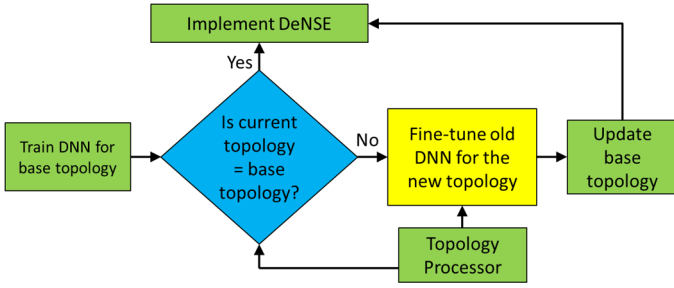 Implement DeNSE
Yes
Train DNN for
base topology
Is current
topology
= base
topology?
No
Fine-tune old
DNN for the
new topology
Update
base
topology
Topology
Processor